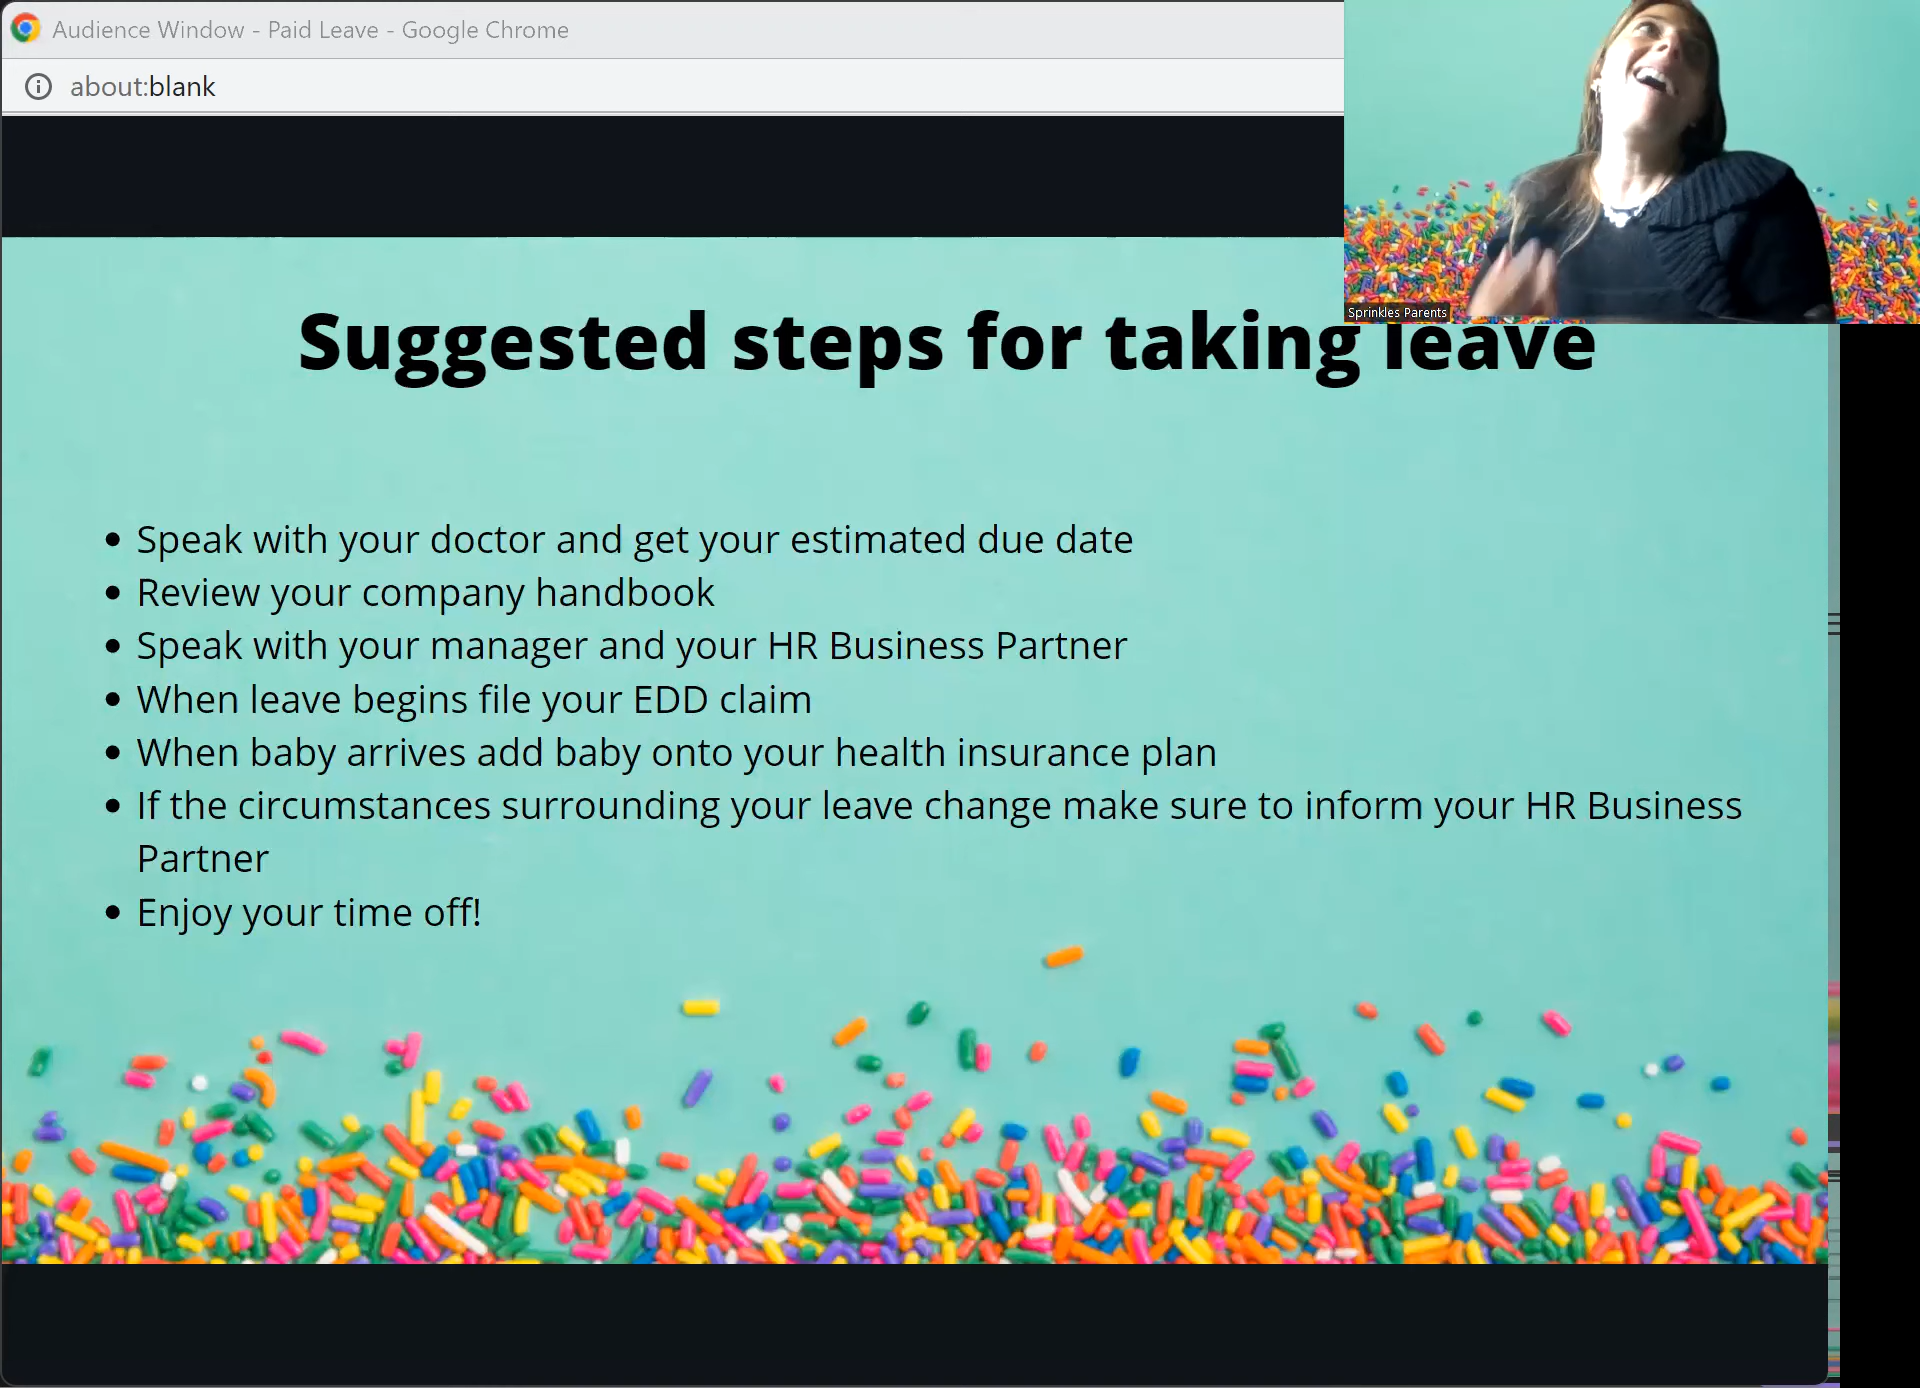 Audience Window - Paid Leave - Google Chrome
about:blank
Sprinkles Parents
Suggested steps for taking leave
• Speak with your doctor and get your estimated due date
• Review your company handbook
• Speak with your manager and your HR Business Partner
• When leave begins file your EDD claim
• When baby arrives add baby onto your health insurance plan
• If the circumstances surrounding your leave change make sure to inform your HR Business
Partner
• Enjoy your time off!